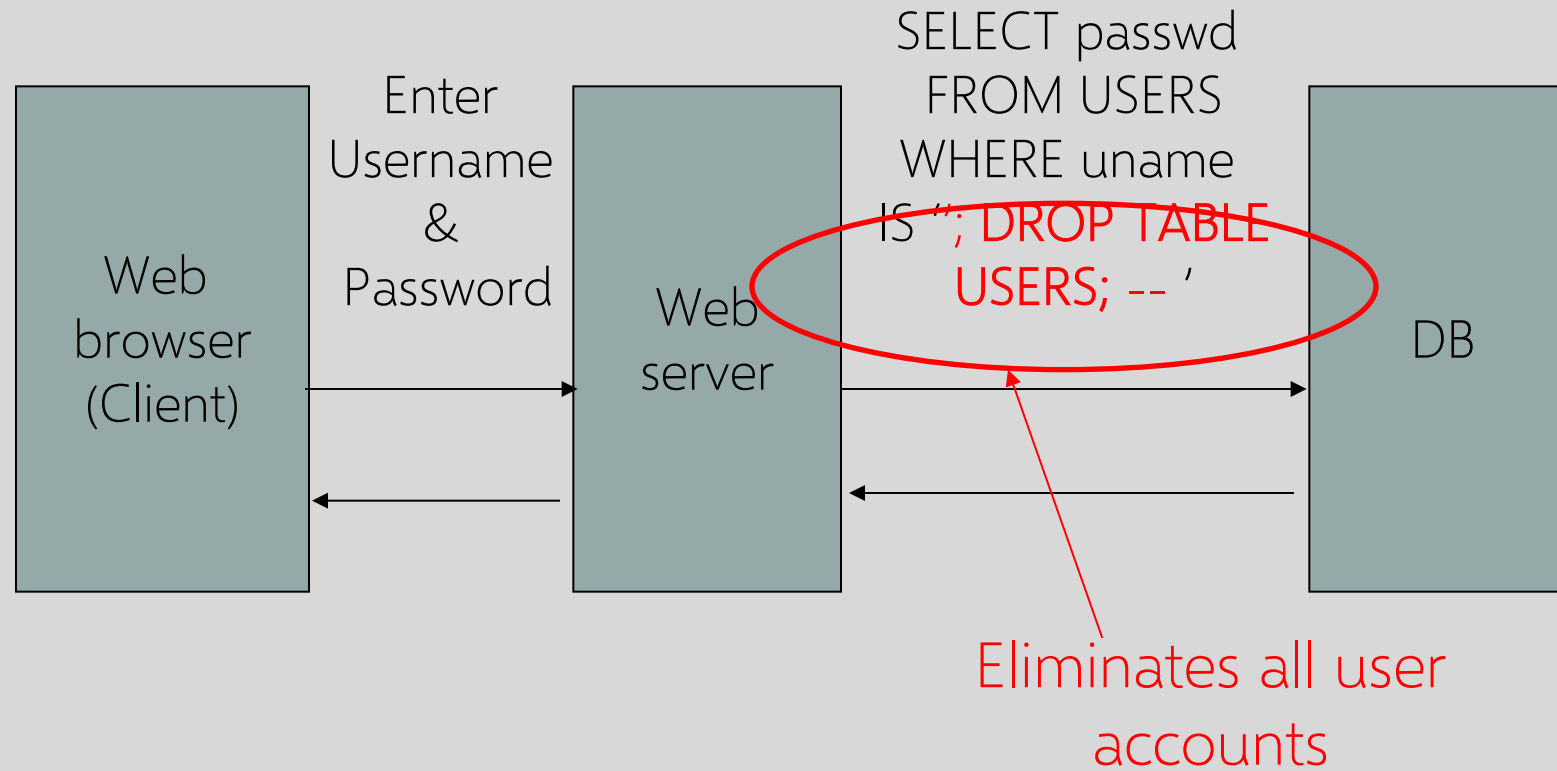 Web
browser
(Client)
Enter
Username
&
Password
Web
server
SELECT passwd
FROM USERS
WHERE uname
IS ‘’; DROP TABLE
USERS; -- ’
DB
Eliminates all user
accounts